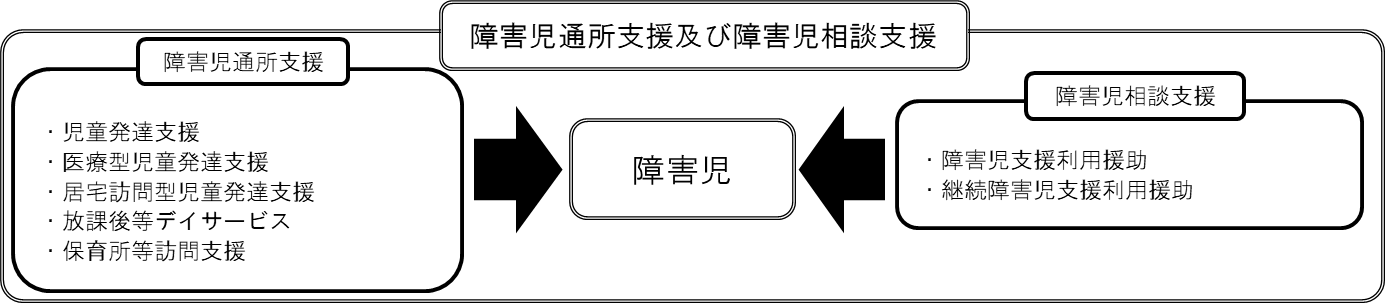 障害児通所支援及び障害児相談支援
障害児通所支援
・児童発達支援
・医療型児童発達支援
・居宅訪問型児童発達支援
・放課後等デイサービス
・保育所等訪問支援
障害児
障害児相談支援
・障害児支援利用援助
・継続障害児支援利用援助